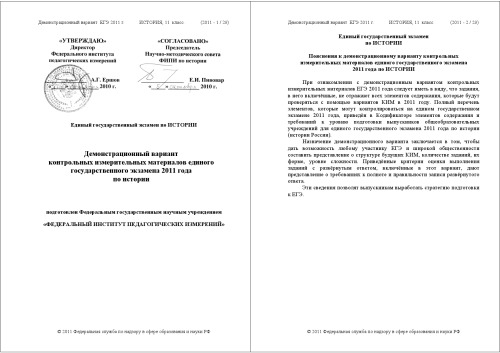 Демонстрационный вариант ЕГЭ 2011 г. ИСТОРИЯ, 11 класс (2011 - 1 / 20)
«УТВЕРЖДАЮ» «СОГЛАСОВАНО»
Директор Председатель
Федерального института Научно-методического совета
педагогических измерений ФИПИ по истории
А.Г. Ершов Е.И. Пивовар
2010 г. 2010 г.
Единый государственный экзамен по ИСТОРИИ
Демонстрационный вариант
контрольных измерительных материалов единого
государственного экзамена 2011 года
по истории
подготовлен Федеральным государственным научным учреждением
«ФЕДЕРАЛЬНЫЙ ИНСТИТУТ ПЕДАГОГИЧЕСКИХ ИЗМЕРЕНИЙ»
© 2011 Федеральная служба по надзору в сфере образования и науки РФ
Демонстрационный вариант ЕГЭ 2011 г. ИСТОРИЯ, 11 класс (2011 - 2 / 20)
Единый государственный экзамен
по ИСТОРИИ
Пояснения к демонстрационному варианту контрольных
измерительных материалов единого государственного экзамена
2011 года по ИСТОРИИ
При ознакомлении с демонстрационным вариантом контрольных
измерительных материалов ЕГЭ 2011 года следует иметь в виду, что задания,
в него включённые, не отражают всех элементов содержания, которые будут
проверяться с помощью вариантов КИМ в 2011 году. Полный перечень
элементов, которые могут контролироваться на едином государственном
экзамене 2011 года, приведён в Кодификаторе элементов содержания и
требований к уровню подготовки выпускников общеобразовательных
учреждений для единого государственного экзамена 2011 года по истории
(истории России).
Назначение демонстрационного варианта заключается в том, чтобы
дать возможность любому участнику ЕГЭ и широкой общественности
составить представление о структуре будущих КИМ, количестве заданий, их
форме, уровне сложности. Приведённые критерии оценки выполнения
заданий с развёрнутым ответом, включённые в этот вариант, дают
представление о требованиях к полноте и правильности записи развёрнутого
ответа.
Эти сведения позволят выпускникам выработать стратегию подготовки
к ЕГЭ.
© 2011 Федеральная служба по надзору в сфере образования и науки РФ